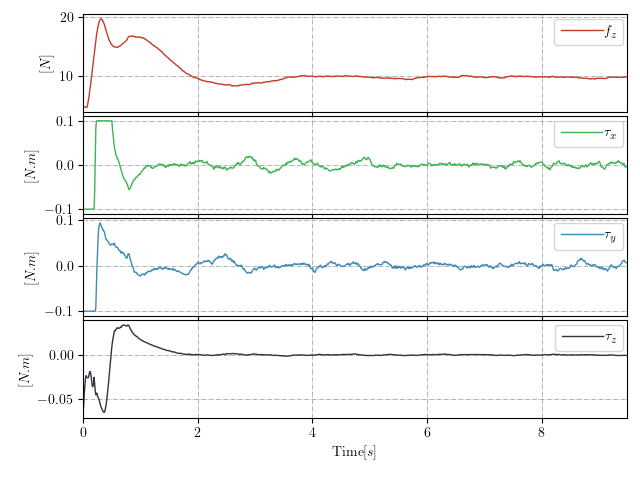 20
10
[N]
f_z
0.1
0.0
−0.1
[N.m]
τ_x
0.1
0.0
−0.1
[N.m]
τ_y
0.00
−0.05
[N.m]
τ_z
0 2 4 6 8
Time[s]